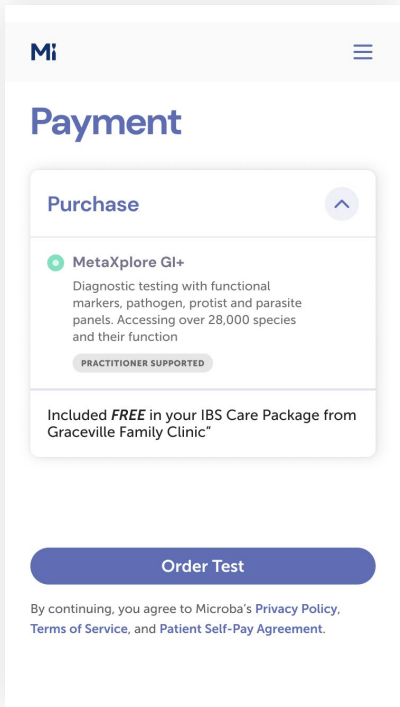 Mi
Payment
Purchase
MetaXplore GI+
Diagnostic testing with functional
markers, pathogen, protist and parasite
panels. Accessing over 28,000 species
and their function
PRACTITIONER SUPPORTED
Included FREE in your IBS Care Package from
Graceville Family Clinic”
Order Test
By continuing, you agree to Microba’s Privacy Policy,
Terms of Service, and Patient Self-Pay Agreement.